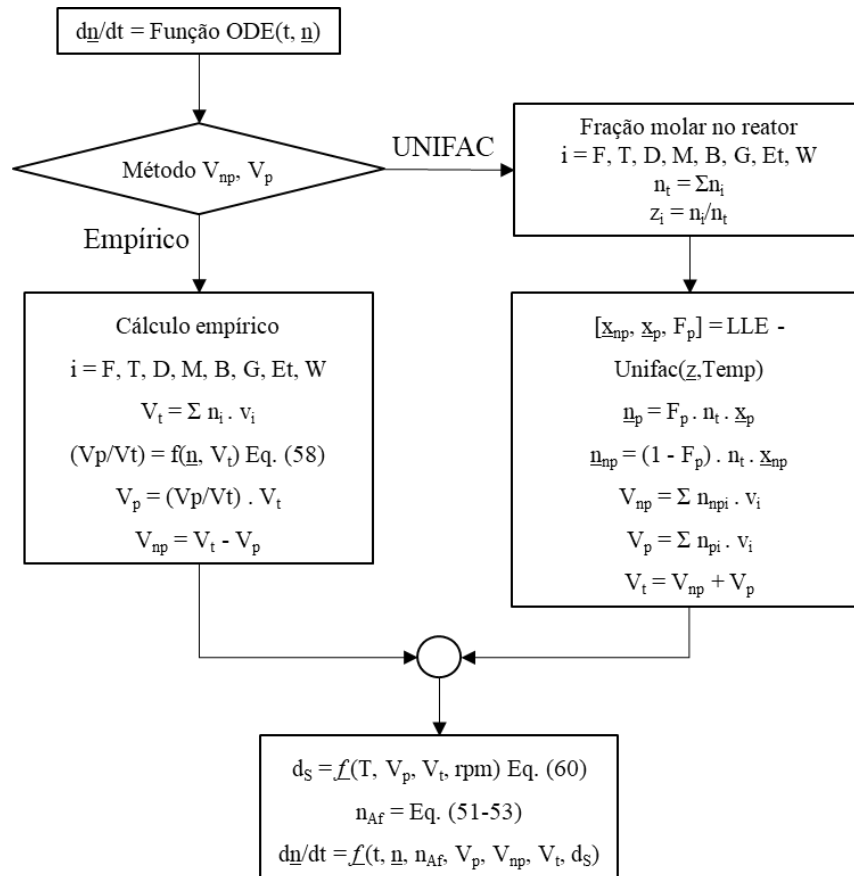 dn/dt = Função ODE(t, n)
Método Vnp, Vp
UNIFAC
Empírico
Fração molar no reator
i = F, T, D, M, B, G, Et, W
nt = Σni
zi = ni/nt
Cálculo empírico
i = F, T, D, M, B, G, Et, W
Vt = Σ ni . vi
(Vp/Vt) = f(n, Vt) Eq. (58)
Vp = (Vp/Vt) . Vt
Vnp = Vt - Vp
[xnp, xp, Fp] = LLE -
Unifac(z,Temp)
np = Fp . nt . xp
nnp = (1 - Fp) . nt . xnp
Vnp = Σ nnpi . vi
Vp = Σ npi . vi
Vt = Vnp + Vp
dS = f(T, Vp, Vt, rpm) Eq. (60)
nAf = Eq. (51-53)
dn/dt = f(t, n, nAf, Vp, Vnp, Vt, dS)